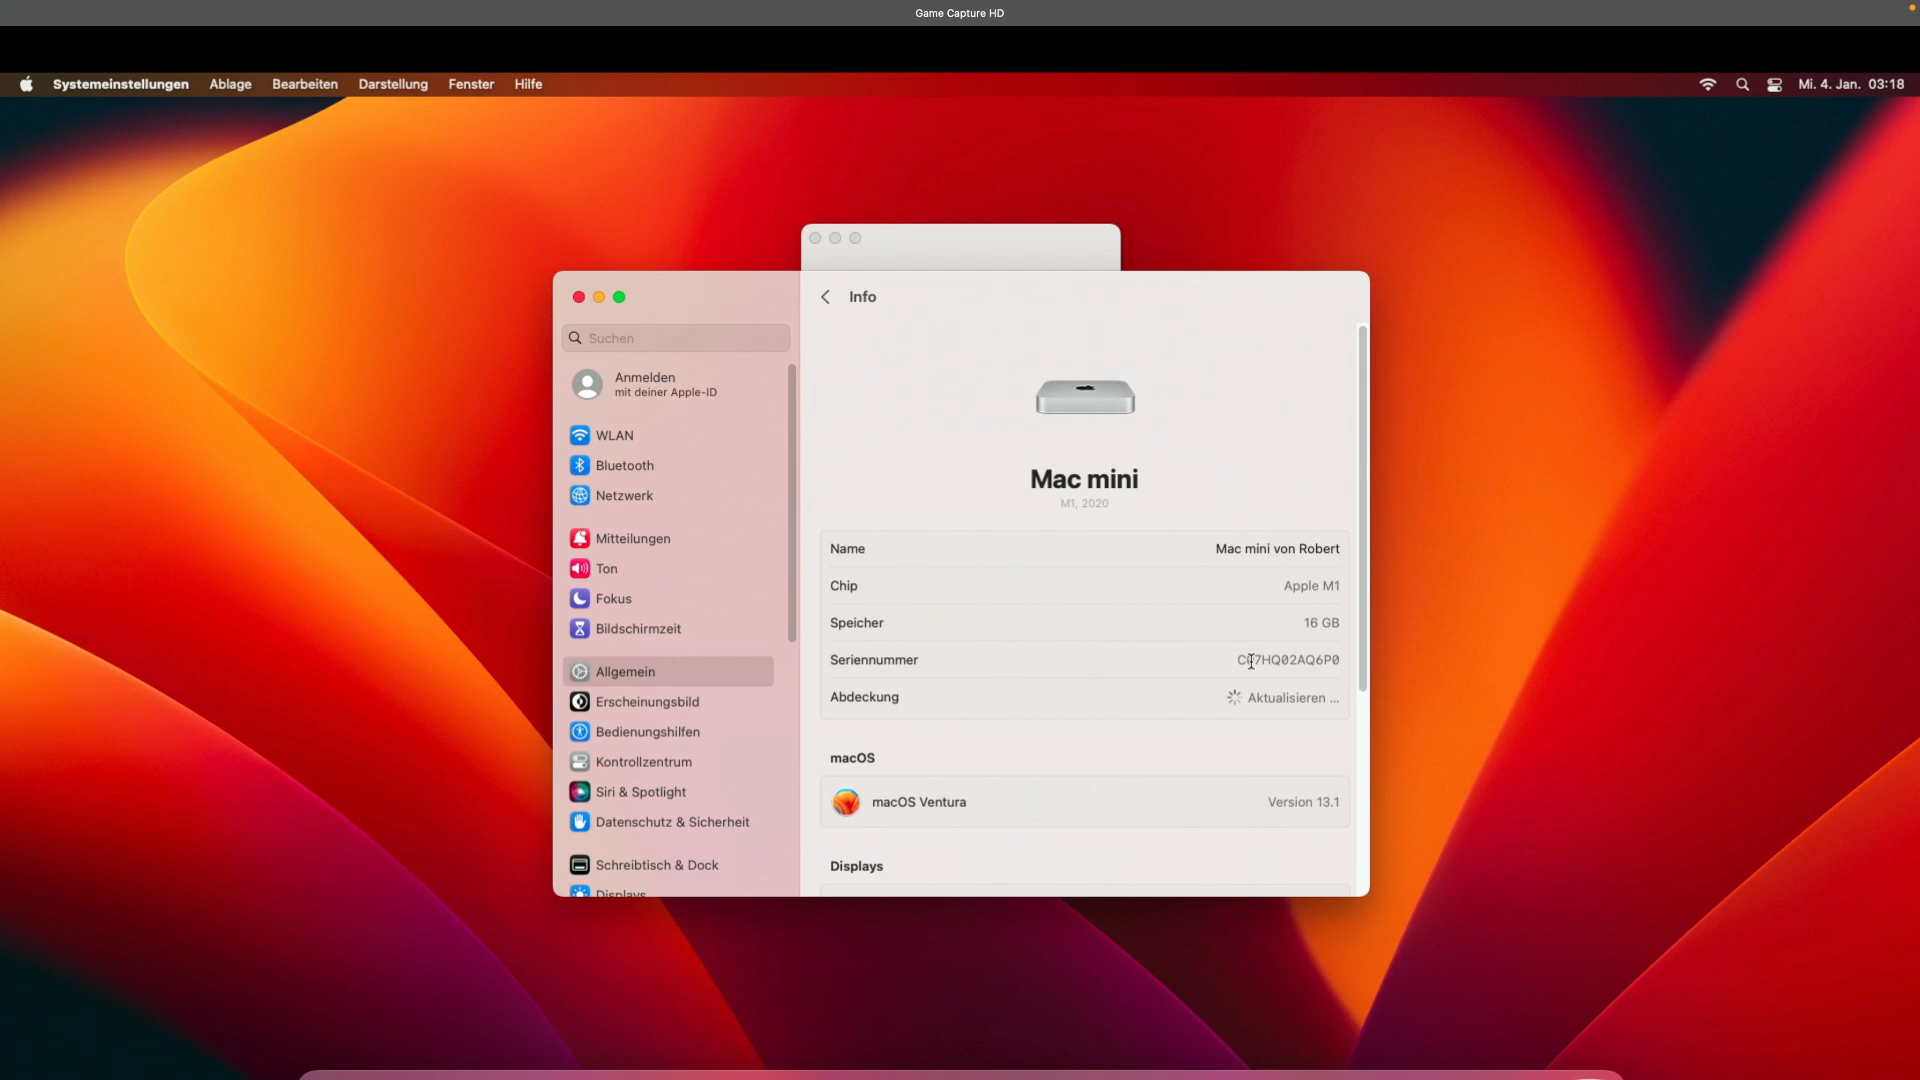 Game Capture HD
Systemeinstellungen Ablage Bearbeiten Darstellung Fenster Hilfe Mi. 4. Jan. 03:18
Info
Suchen
Anmelden
mit deiner Apple-ID
WLAN
Bluetooth
Netzwerk
Mitteilungen
Ton
Fokus
Bildschirmzeit
Allgemein
Erscheinungsbild
Bedienungshilfen
Kontrollzentrum
Siri & Spotlight
Datenschutz & Sicherheit
Schreibtisch & Dock
Displays
Mac mini
M1, 2020
Name Mac mini von Robert
Chip Apple M1
Speicher 16 GB
Seriennummer
Abdeckung Aktualisieren ...
macOS
macOS Ventura Version 13.1
Displays